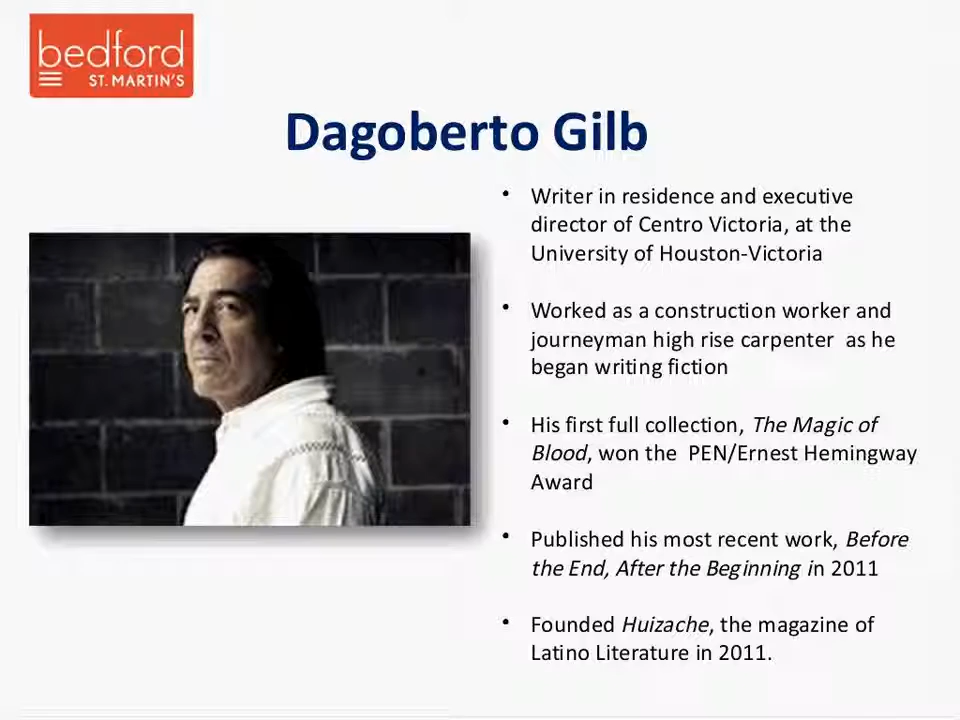 bedford
ST. MARTIN'S
Dagoberto Gilb
• Writer in residence and executive
director of Centro Victoria, at the
University of Houston-Victoria
• Worked as a construction worker and
journeyman high rise carpenter  as he
began writing fiction
• His first full collection, The Magic of
Blood, won the  PEN/Ernest Hemingway
Award
• Published his most recent work, Before
the End, After the Beginning in 2011
• Founded Huizache, the magazine of
Latino Literature in 2011.